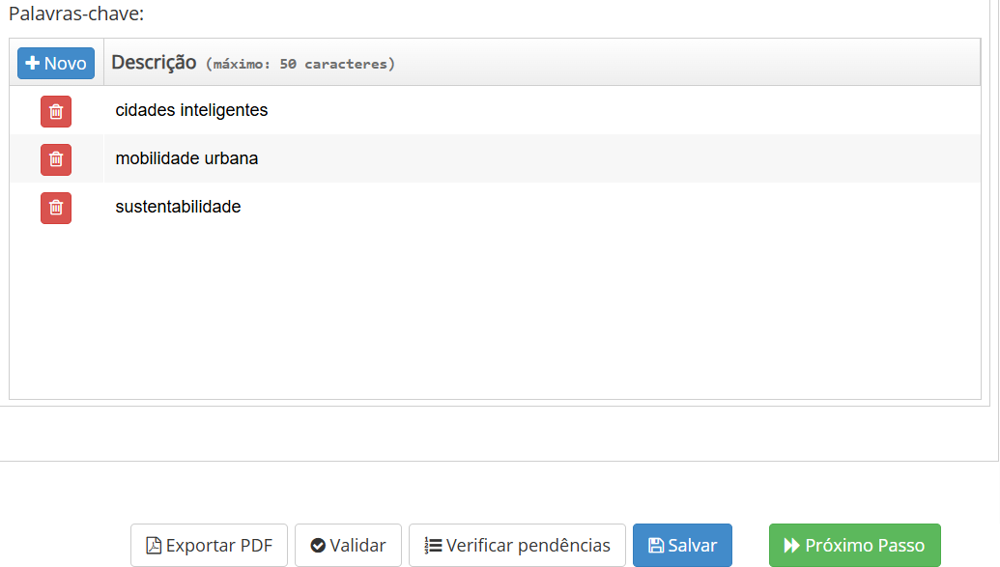 Palavras-chave:
Novo Descrição (máximo: 50 caracteres)
cidades inteligentes
mobilidade urbana
sustentabilidade
Exportar PDF Validar Verificar pendências Salvar Próximo Passo